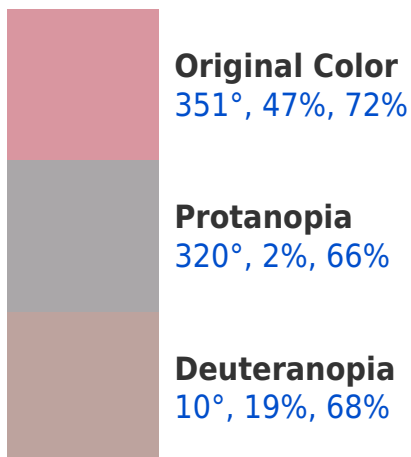 Original Color
351°, 47%, 72%
Protanopia
320°, 2%, 66%
Deuteranopia
10°, 19%, 68%